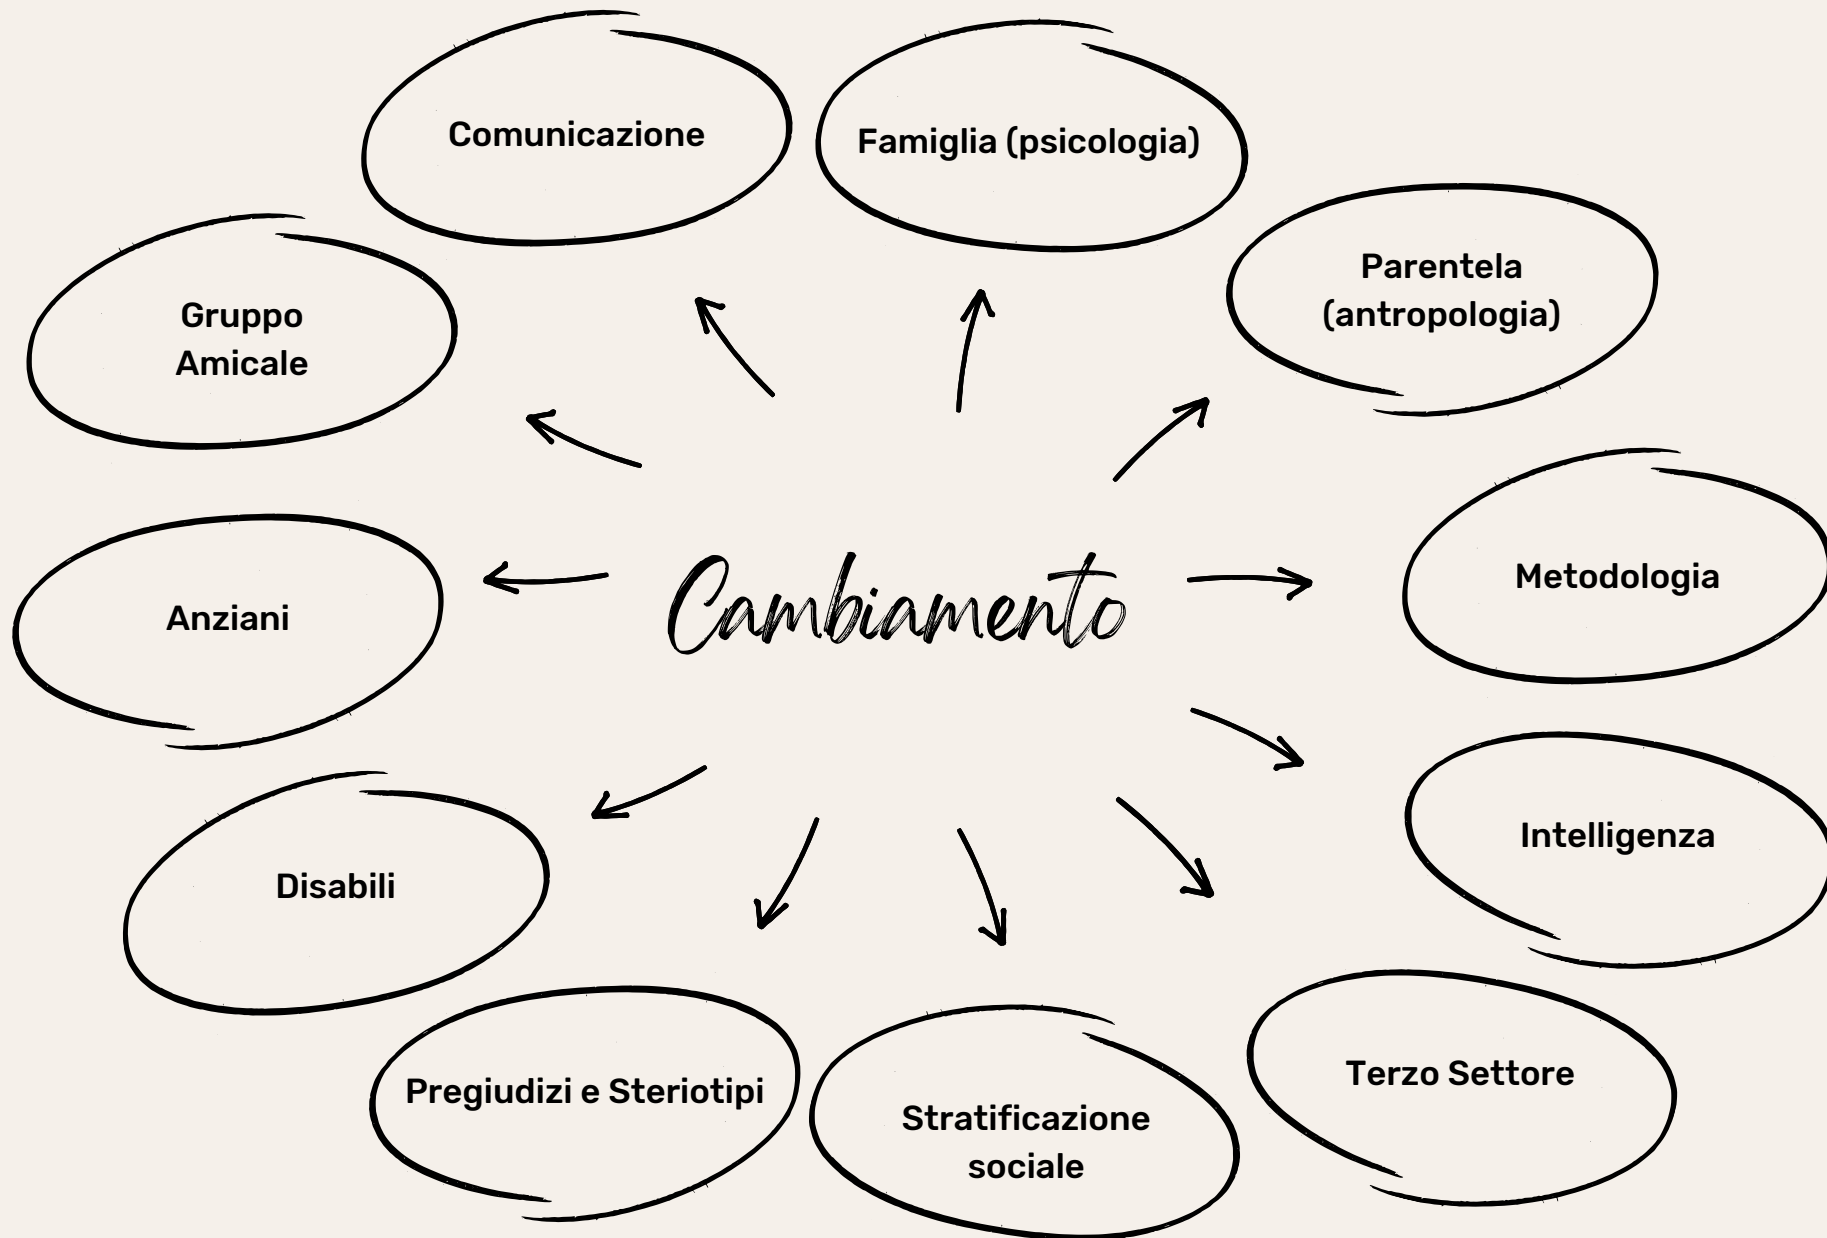 Comunicazione
Famiglia (psicologia)
Parentela
(antropologia)
Gruppo
Amicale
Metodologia
Cambiamento
Anziani
Intelligenza
Disabili
Terzo Settore
Pregiudizi e Steriotipi
Stratificazione
sociale